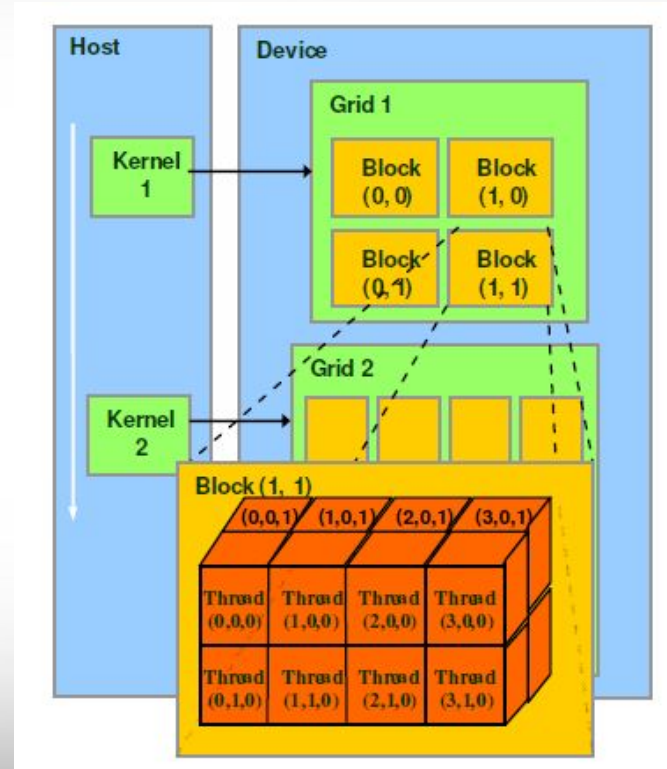 Host
Device
Grid 1
Kernel
1
Block
(0, 0)
Block
(1, 0)
Block
(0, 1)
Block
(1, 1)
Grid 2
Kernel
2
Block (1, 1)
(0,0,1) (1,0,1) (2,0,1) (3,0,1)
Thread
(0,0,0)
Thread
(1,0,0)
Thread
(2,0,0)
Thread
(3,0,0)
Thread
(0,1,0)
Thread
(1,1,0)
Thread
(2,1,0)
Thread
(3,1,0)